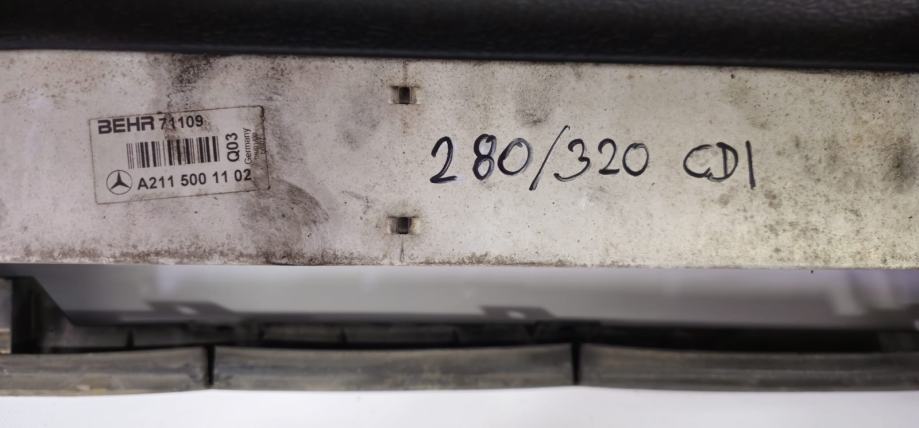 BEHR 71109
Q03
Germany
A211 500 11 02
280/320 CDI